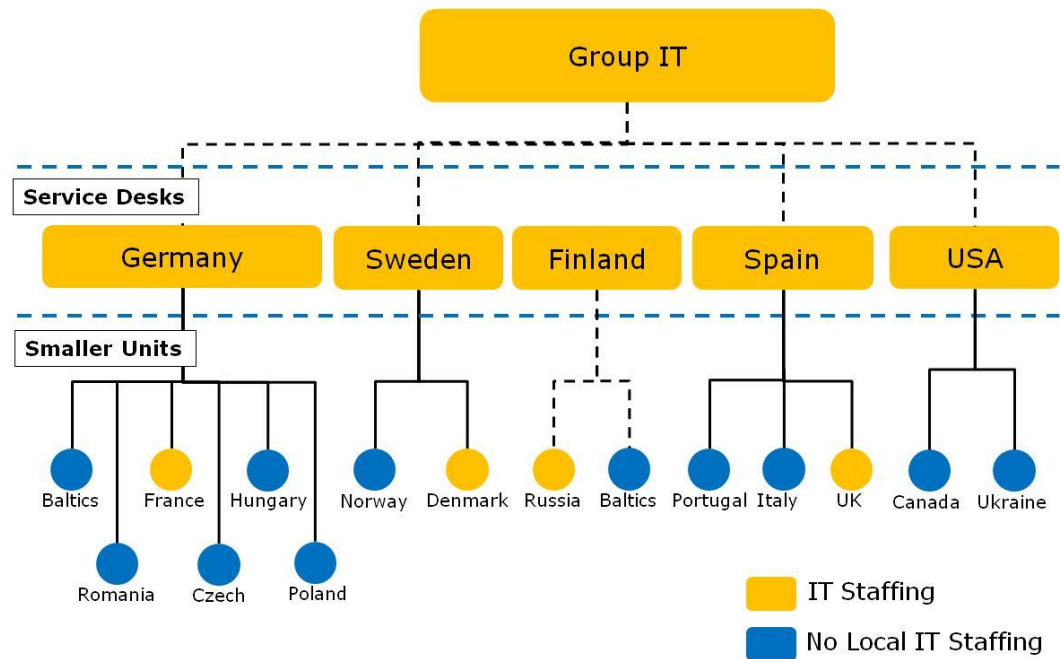 Group IT
Service Desks
Germany
Sweden
Finland
Spain
USA
Smaller Units
Baltics
France
Hungary
Norway
Denmark
Russia
Baltics
Portugal
Italy
UK
Canada
Ukraine
Romania
Czech
Poland
IT Staffing
No Local IT Staffing